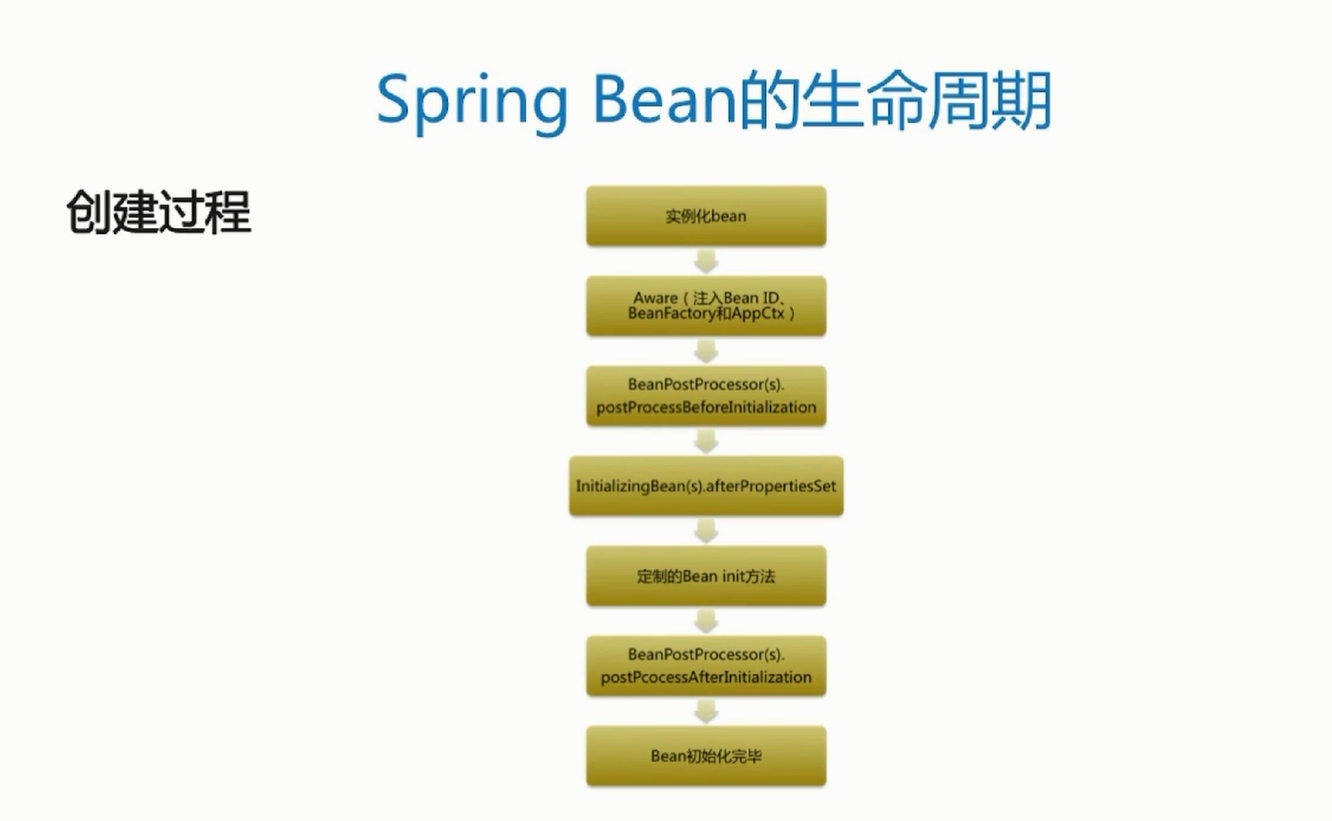 Spring Bean的生命周期
创建过程
实例化bean
Aware（注入Bean ID、
BeanFactory和AppCtx）
BeanPostProcessor(s).
postProcessBeforeInitialization
InitializingBean(s).afterPropertiesSet
定制的Bean init方法
BeanPostProcessor(s).
postPcocessAfterInitialization
Bean初始化完毕